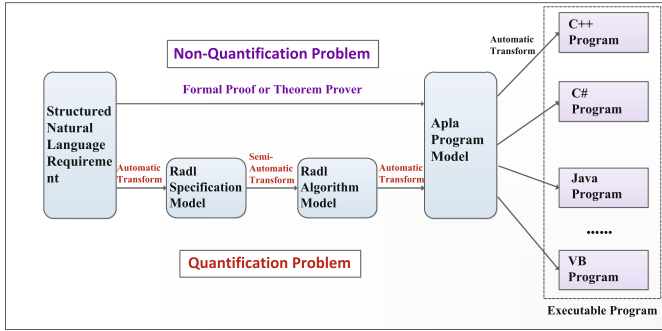 Non-Quantification Problem
Formal Proof or Theorem Prover
Structured
Natural
Language
Requireme
nt
Automatic
Transform
Radl
Specification
Model
Semi-
Automatic
Transform
Radl
Algorithm
Model
Automatic
Transform
Apla
Program
Model
Quantification Problem
Automatic
Transform
C++
Program
C#
Program
Java
Program
......
VB
Program
Executable Program